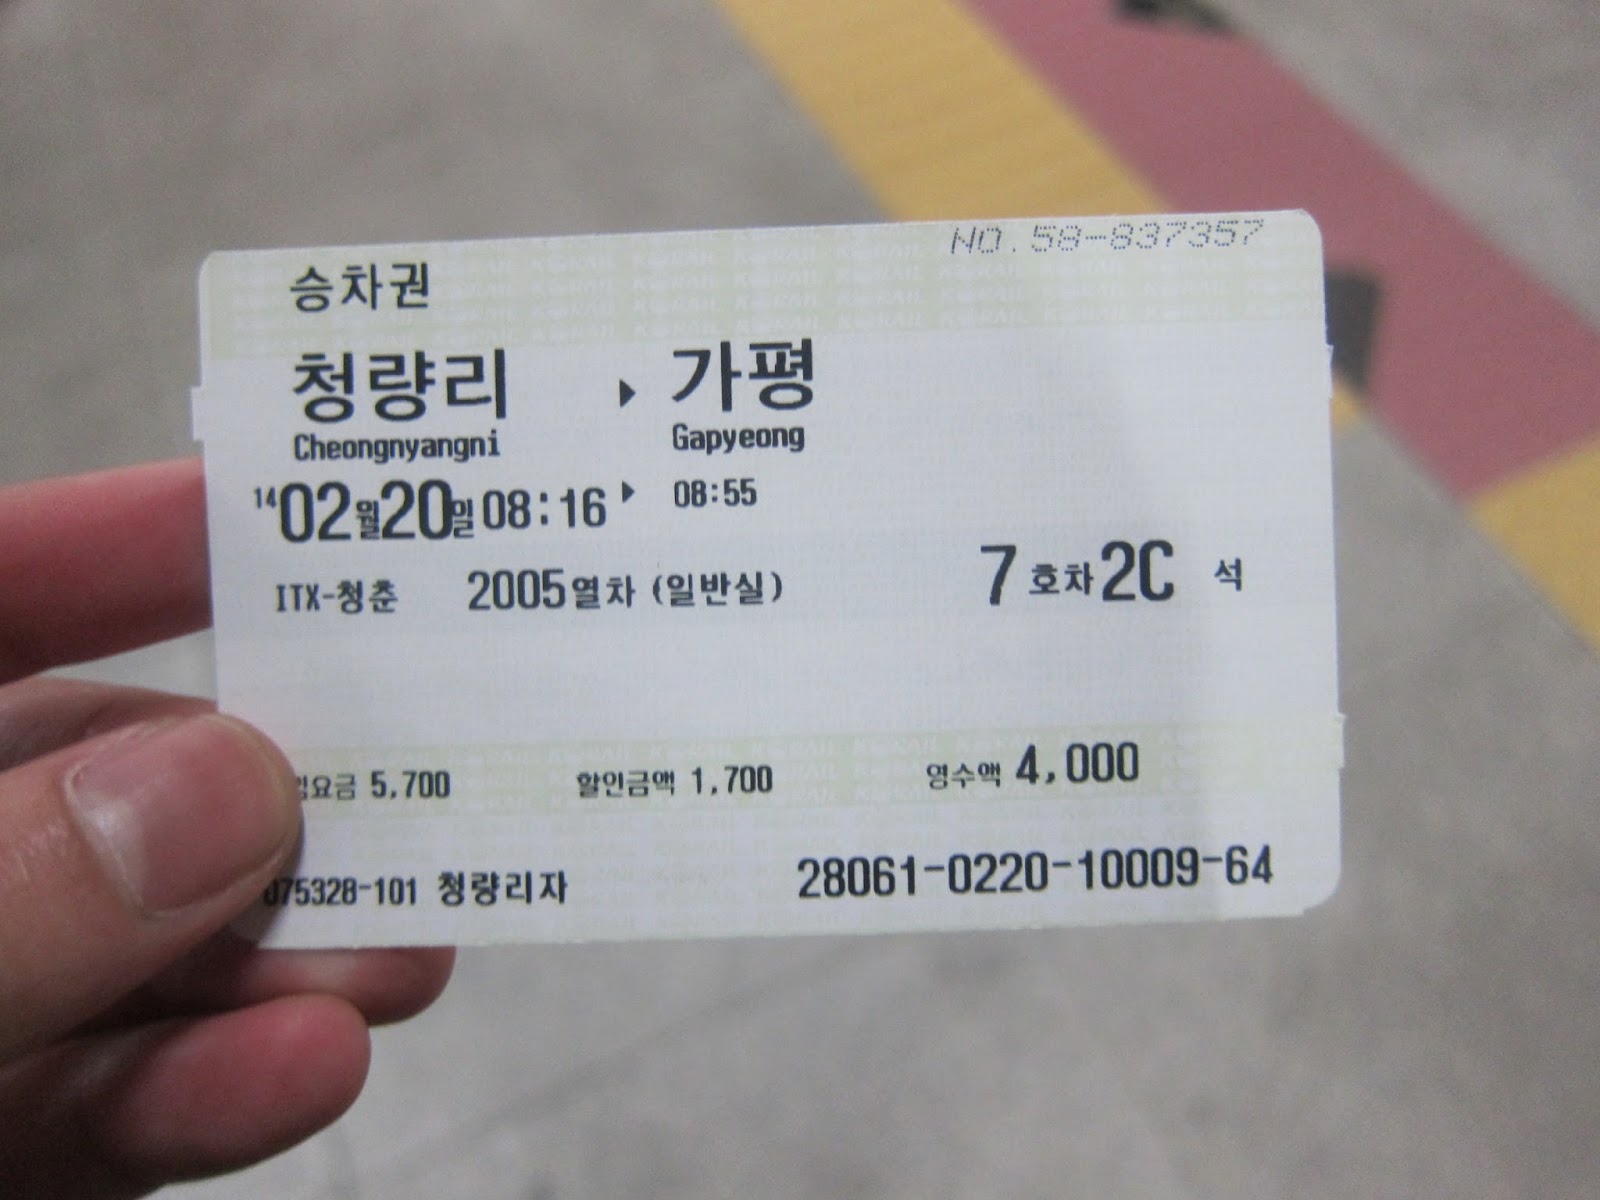 NO.58-837357
승차권
청량리 ▶ 가평
Cheongnyangni Gapyeong
14 02월20일 08:16 ▶ 08:55
ITX-청춘 2005열차 (일반실) 7호차 2C 석
요금 5,700 할인금액 1,700 영수액 4,000
75328-101 청량리자 28061-0220-10009-64